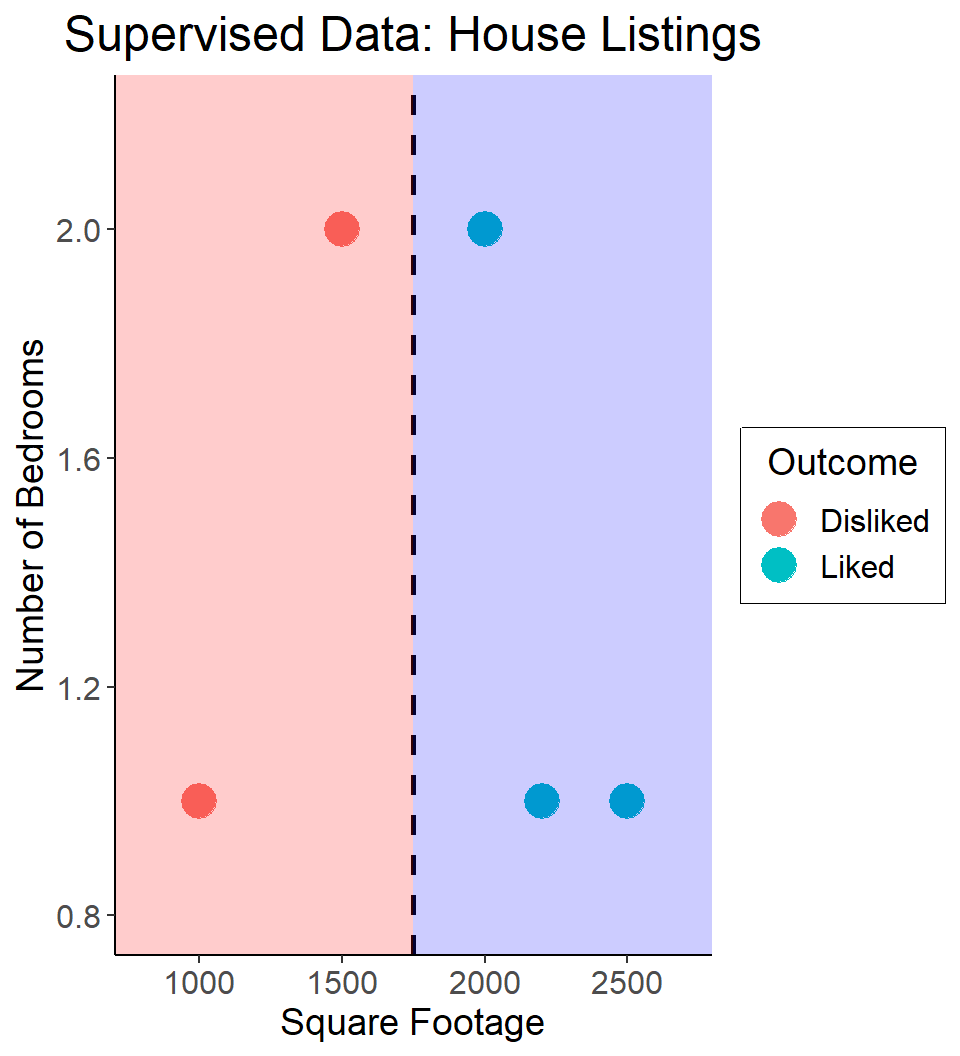 Supervised Data: House Listings
Number of Bedrooms
2.0
1.6
1.2
0.8
1000 1500 2000 2500
Square Footage
Outcome
Disliked
Liked